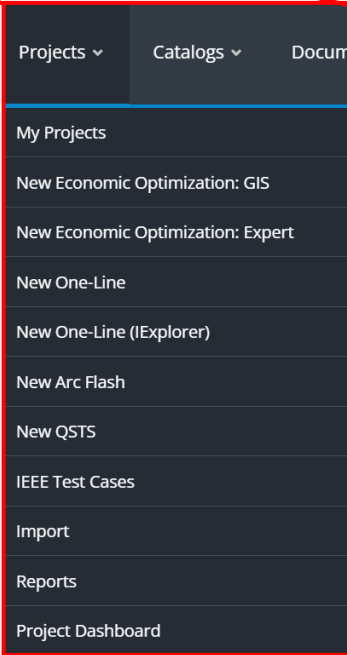 Projects Catalogs Docum
My Projects
New Economic Optimization: GIS
New Economic Optimization: Expert
New One-Line
New One-Line (IExplorer)
New Arc Flash
New QSTS
IEEE Test Cases
Import
Reports
Project Dashboard